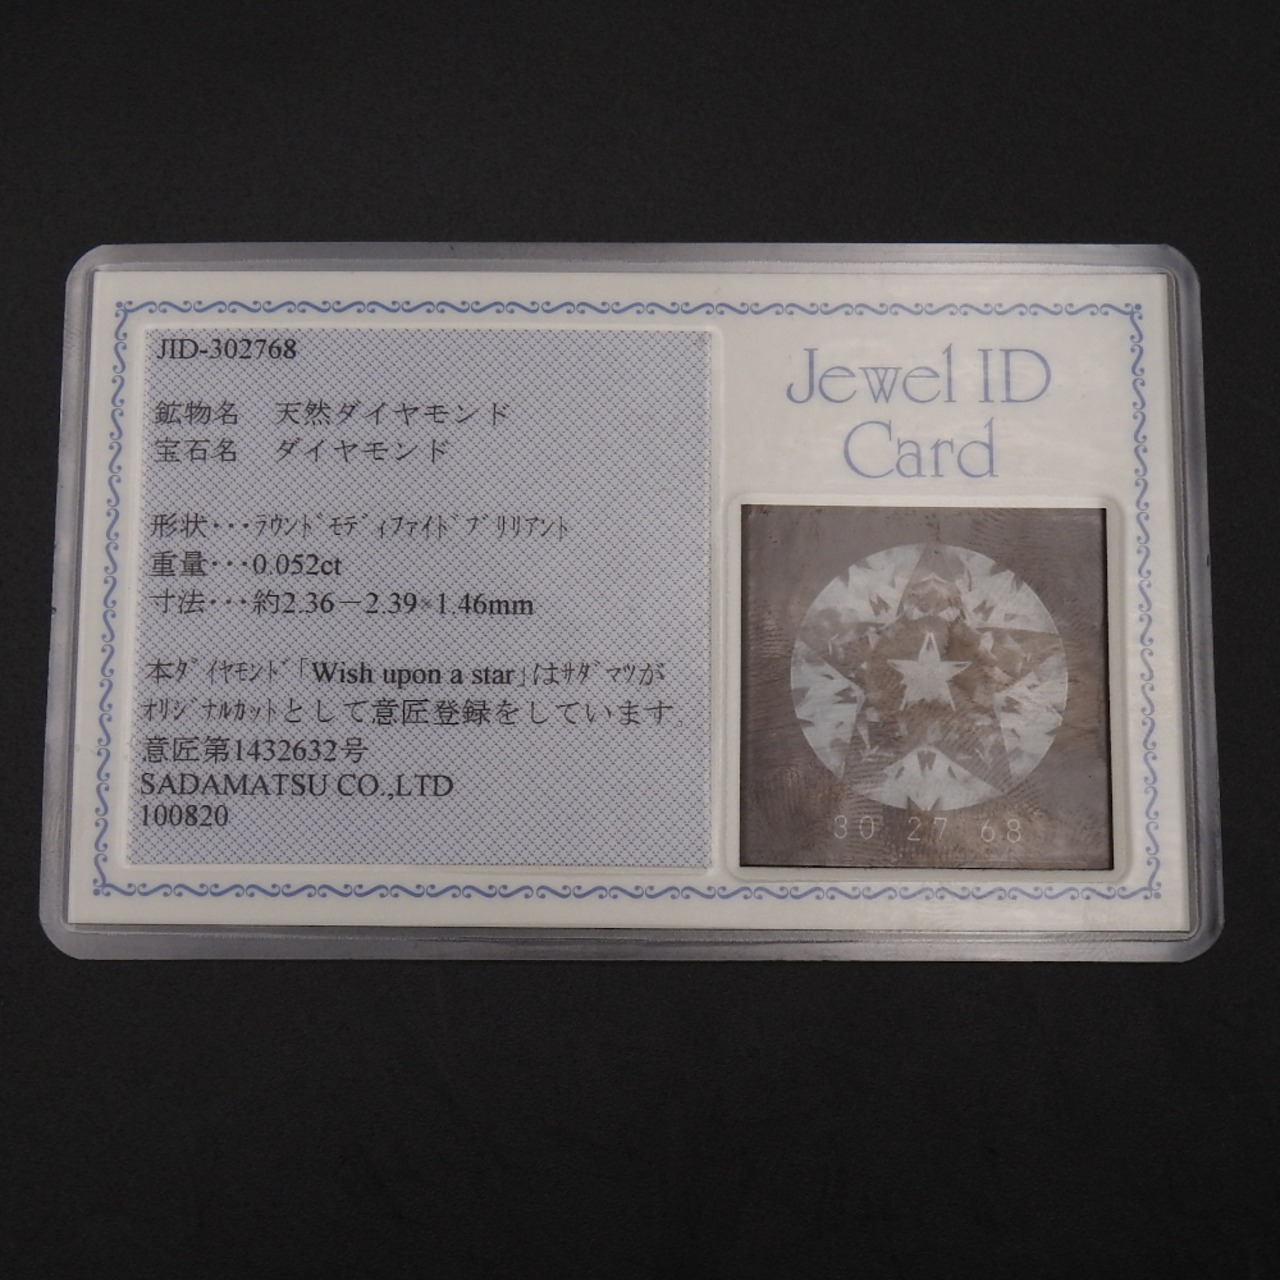 JID-302768
鉱物名　天然ダイヤモンド
宝石名　ダイヤモンド
形状･･･ﾗｳﾝﾄﾞﾓﾃﾞｨﾌｧｲﾄﾞﾌﾞﾘﾘｱﾝﾄ
重量･･･0.052ct
寸法･･･約2.36－2.39×1.46mm
本ﾀﾞｲﾔﾓﾝﾄﾞ「Wish upon a star」はｻﾀﾞﾏﾂが
ｵﾘｼﾞﾅﾙｶｯﾄとして意匠登録をしています。
意匠第1432632号
SADAMATSU CO.,LTD
100820
Jewel ID
Card
30 27 68